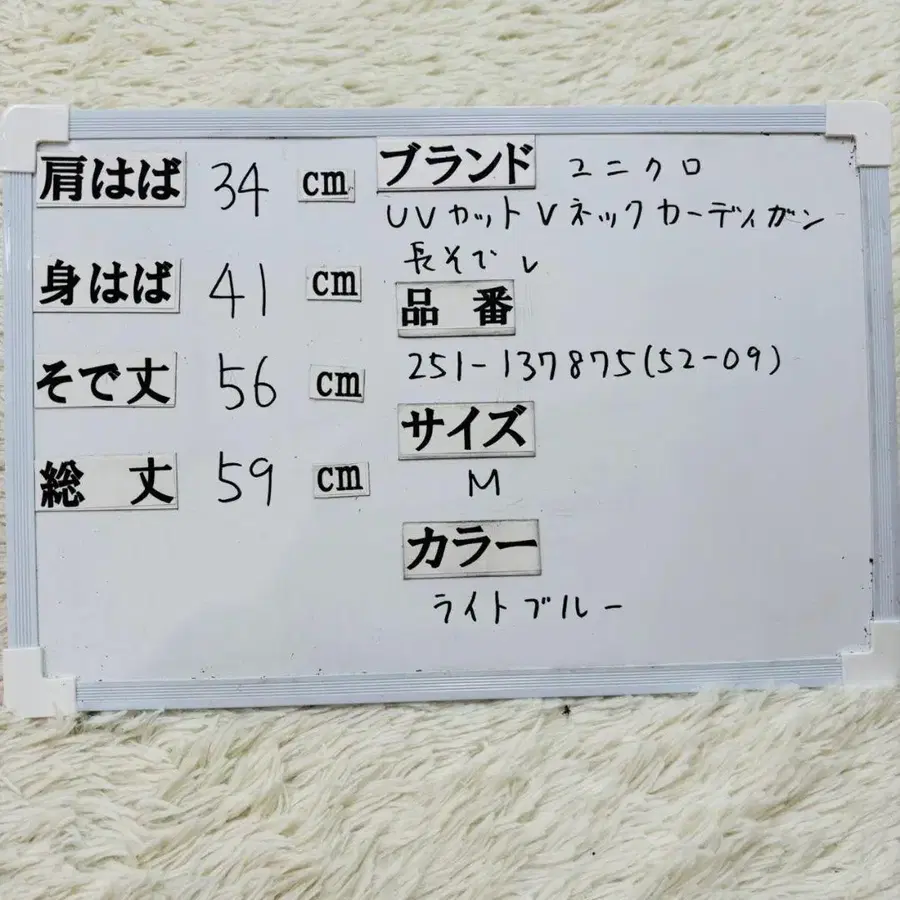 肩はば 34 cm
身はば 41 cm
そで丈 56 cm
総 丈 59 cm
ブランド ユニクロ
UVカットVネックカーディガン
長そで
品 番
251-137875(52-09)
サイズ
M
カラー
ライトブルー